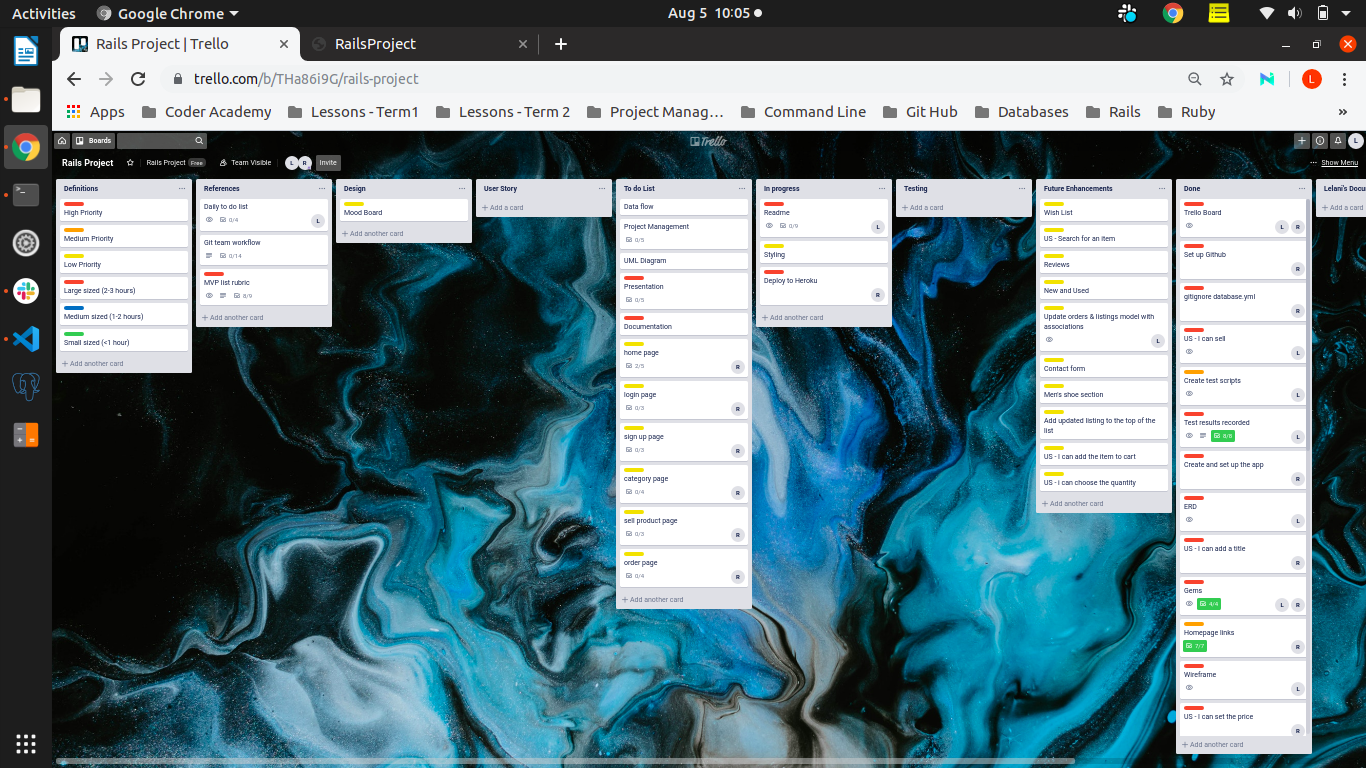 Activities
Google Chrome
Aug 5 10:05
Rails Project | Trello
RailsProject
trello.com/b/THa86i9G/rails-project
L
Apps
Coder Academy
Lessons - Term1
Lessons - Term 2
Project Manag…
Command Line
Git Hub
Databases
Rails
Ruby
»
Boards
Trello
L
Rails Project
Rails Project
Free
Team Visible
L
R
Invite
... Show Menu
Definitions
High Priority
Medium Priority
Low Priority
Large sized (2-3 hours)
Medium sized (1-2 hours)
Small sized (<1 hour)
+ Add another card
References
Daily to do list
0/4
L
Git team workflow
0/14
MVP list rubric
8/9
+ Add another card
Design
Mood Board
+ Add another card
User Story
+ Add a card
To do List
Data flow
Project Management
0/5
UML Diagram
Presentation
0/5
Documentation
home page
2/5
R
login page
0/3
R
sign up page
0/3
R
category page
0/4
R
sell product page
0/3
R
order page
0/4
R
+ Add another card
In progress
Readme
0/9
L
Styling
Deploy to Heroku
R
+ Add another card
Testing
+ Add a card
Future Enhancements
Wish List
US - Search for an item
Reviews
New and Used
Update orders & listings model with
associations
L
Contact form
Men's shoe section
Add updated listing to the top of the
list
US - I can add the item to cart
US - i can choose the quantity
+ Add another card
Done
Trello Board
L
R
Set up Github
R
gitignore database.yml
R
US - I can sell
L
Create test scripts
L
Test results recorded
8/8
L
Create and set up the app
R
ERD
L
US - I can add a title
R
Gems
4/4
L
R
Homepage links
7/7
R
Wireframe
L
US - I can set the price
R
+ Add another card
Lelani's Docu
+ Add a card